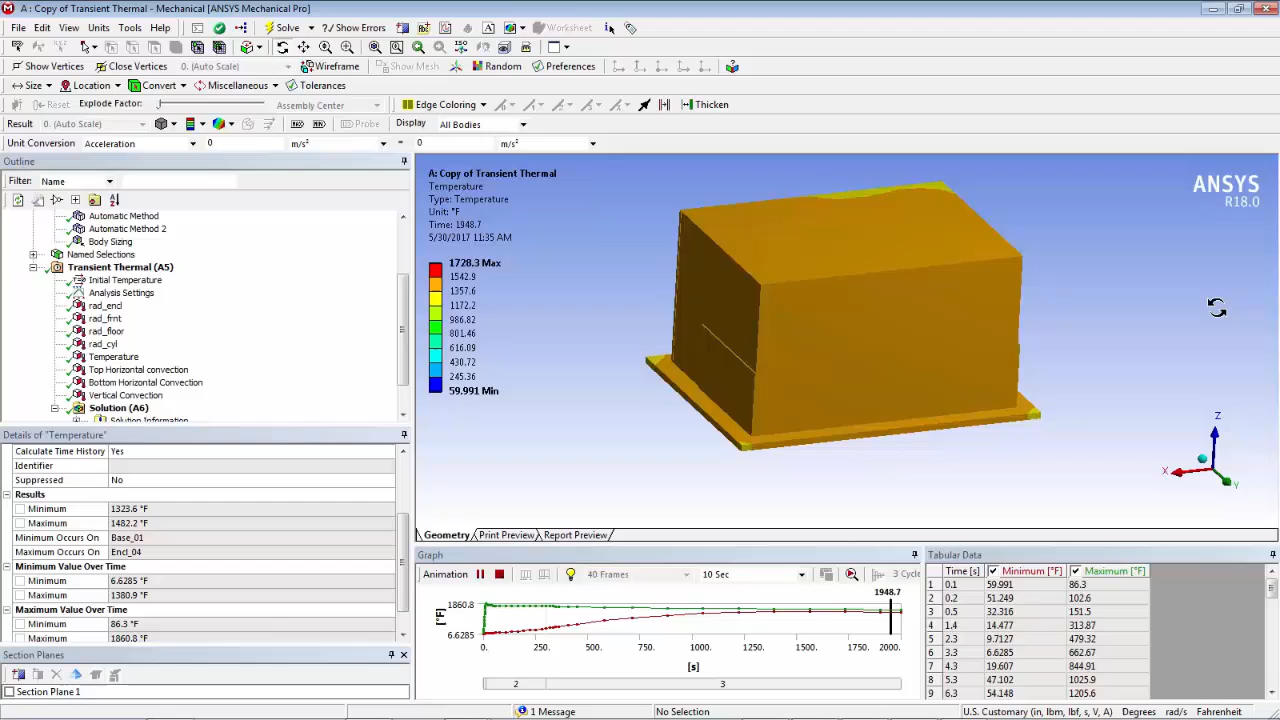 A : Copy of Transient Thermal - Mechanical [ANSYS Mechanical Pro]
File Edit View Units Tools Help Solve ?/ Show Errors Worksheet
Show Vertices Close Vertices 0. (Auto Scale) Wireframe Show Mesh Random Preferences
Size Location Convert Miscellaneous Tolerances
Reset Explode Factor: Assembly Center Edge Coloring Thicken
Result 0. (Auto Scale) Probe Display All Bodies
Unit Conversion Acceleration 0 m/s² = 0 m/s²
Outline
Filter: Name
Automatic Method
Automatic Method 2
Body Sizing
Named Selections
Transient Thermal (A5)
Initial Temperature
Analysis Settings
rad_encl
rad_frnt
rad_floor
rad_cyl
Temperature
Top Horizontal convection
Bottom Horizontal Convection
Vertical Convection
Solution (A6)
Solution Information
Details of "Temperature"
Calculate Time History Yes
Identifier
Suppressed No
Results
Minimum 1323.6 °F
Maximum 1482.2 °F
Minimum Occurs On Base_01
Maximum Occurs On Encl_04
Minimum Value Over Time
Minimum 6.6285 °F
Maximum 1380.9 °F
Maximum Value Over Time
Minimum 86.3 °F
Maximum 1860.8 °F
Section Planes
Section Plane 1
A: Copy of Transient Thermal
Temperature
Type: Temperature
Unit: °F
Time: 1948.7
5/30/2017 11:35 AM
1728.3 Max
1542.9
1357.6
1172.2
986.82
801.46
616.09
430.72
245.36
59.991 Min
ANSYS
R18.0
Z
X
Y
Geometry Print Preview Report Preview
Graph
Animation 40 Frames 10 Sec 3 Cycle
1948.7
1860.8
[°F]
6.6285
0. 250. 500. 750. 1000. 1250. 1500. 1750. 2000.
[s]
2 3
Tabular Data
Time [s] Minimum [°F] Maximum [°F]
1 0.1 59.991 86.3
2 0.2 51.249 102.6
3 0.5 32.316 151.5
4 1.4 14.477 313.87
5 2.3 9.7127 479.32
6 3.3 6.6285 662.67
7 4.3 19.607 844.91
8 5.3 47.102 1025.9
9 6.3 54.148 1205.6
1 Message No Selection U.S. Customary (in, lbm, lbf, s, V, A) Degrees rad/s Fahrenheit